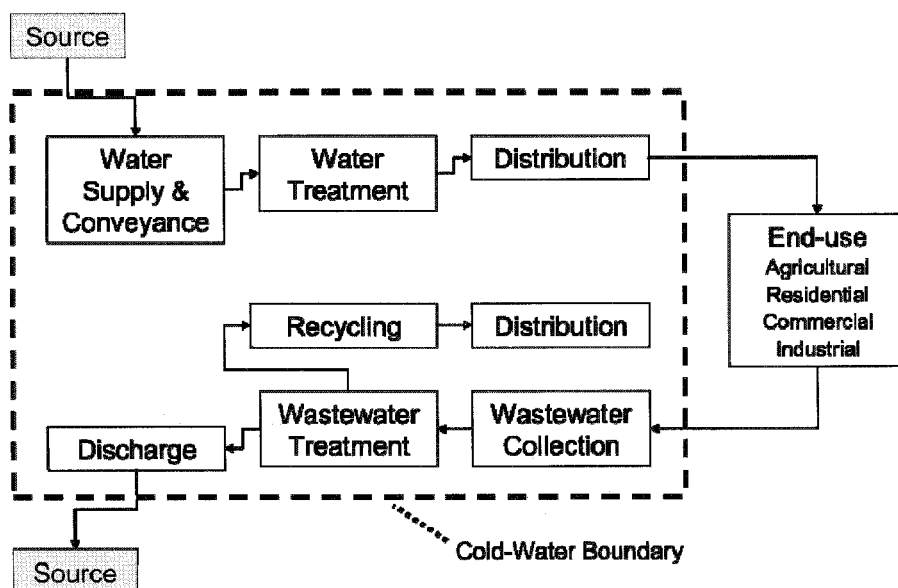 Source
Water
Supply &
Conveyance
Water
Treatment
Distribution
End-use
Agricultural
Residential
Commercial
Industrial
Recycling
Distribution
Wastewater
Treatment
Wastewater
Collection
Discharge
Cold-Water Boundary
Source